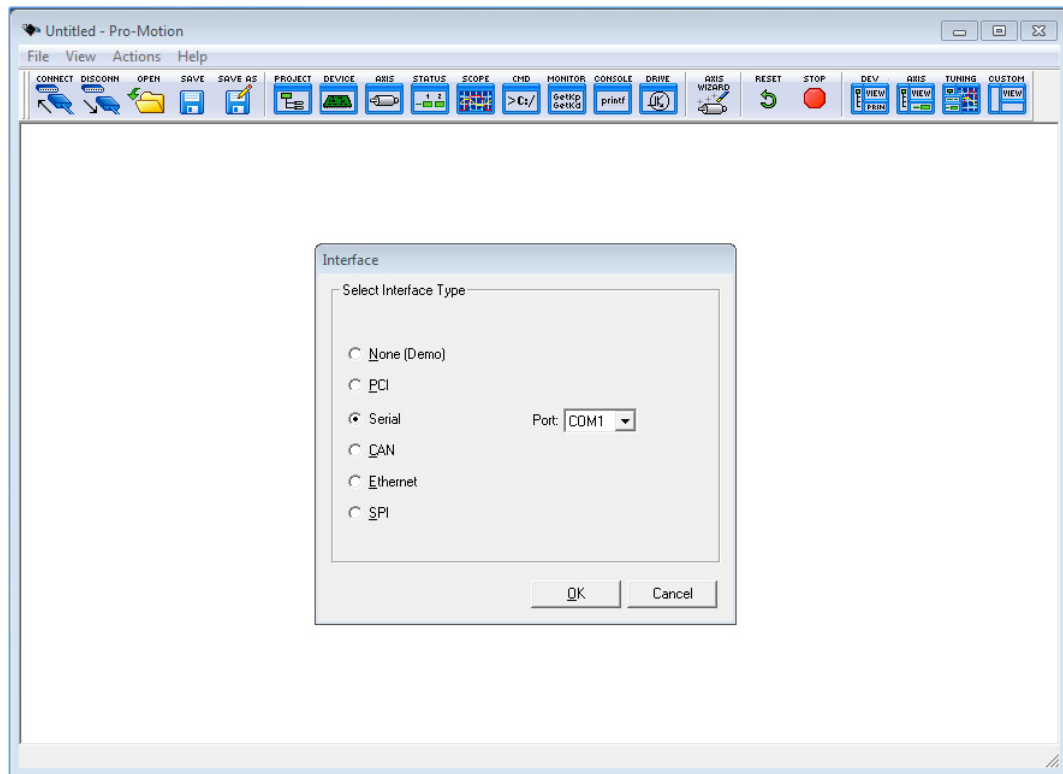 Untitled - Pro-Motion
File View Actions Help
CONNECT DISCONN OPEN SAVE SAVE AS PROJECT DEVICE AXIS STATUS SCOPE CMD MONITOR CONSOLE DRIVE AXIS WIZARD RESET STOP DEV AXIS TUNING CUSTOM
1 2 >C:/ GetKp GetKd printf VIEW PRIN VIEW VIEW
Interface
Select Interface Type
None (Demo)
PCI
Serial Port: COM1
CAN
Ethernet
SPI
OK Cancel